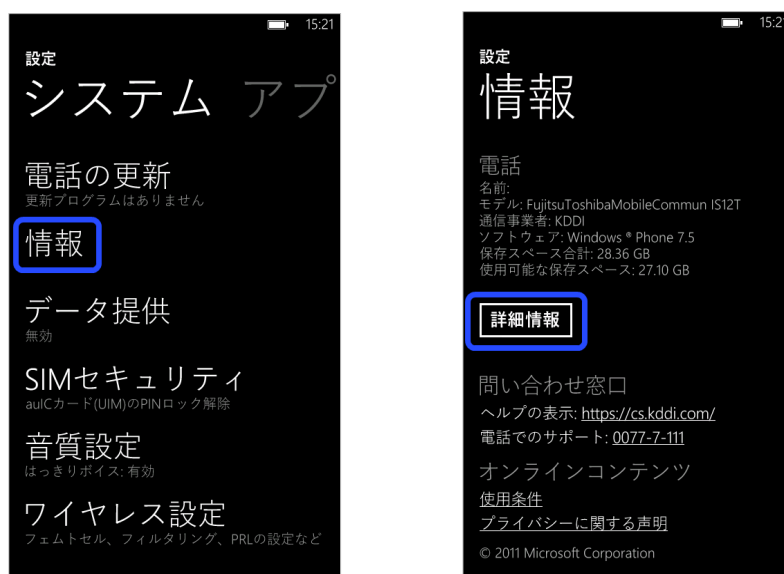 15:21
設定
システム アプ
電話の更新
更新プログラムはありません
情報
データ提供
無効
SIMセキュリティ
auICカード(UIM)のPINロック解除
音質設定
はっきりボイス: 有効
ワイヤレス設定
フェムトセル、フィルタリング、PRLの設定など
15:21
設定
情報
電話
名前:
モデル: FujitsuToshibaMobileCommun IS12T
通信事業者: KDDI
ソフトウェア: Windows ® Phone 7.5
保存スペース合計: 28.36 GB
使用可能な保存スペース: 27.10 GB
詳細情報
問い合わせ窓口
ヘルプの表示: https://cs.kddi.com/
電話でのサポート: 0077-7-111
オンラインコンテンツ
使用条件
プライバシーに関する声明
© 2011 Microsoft Corporation